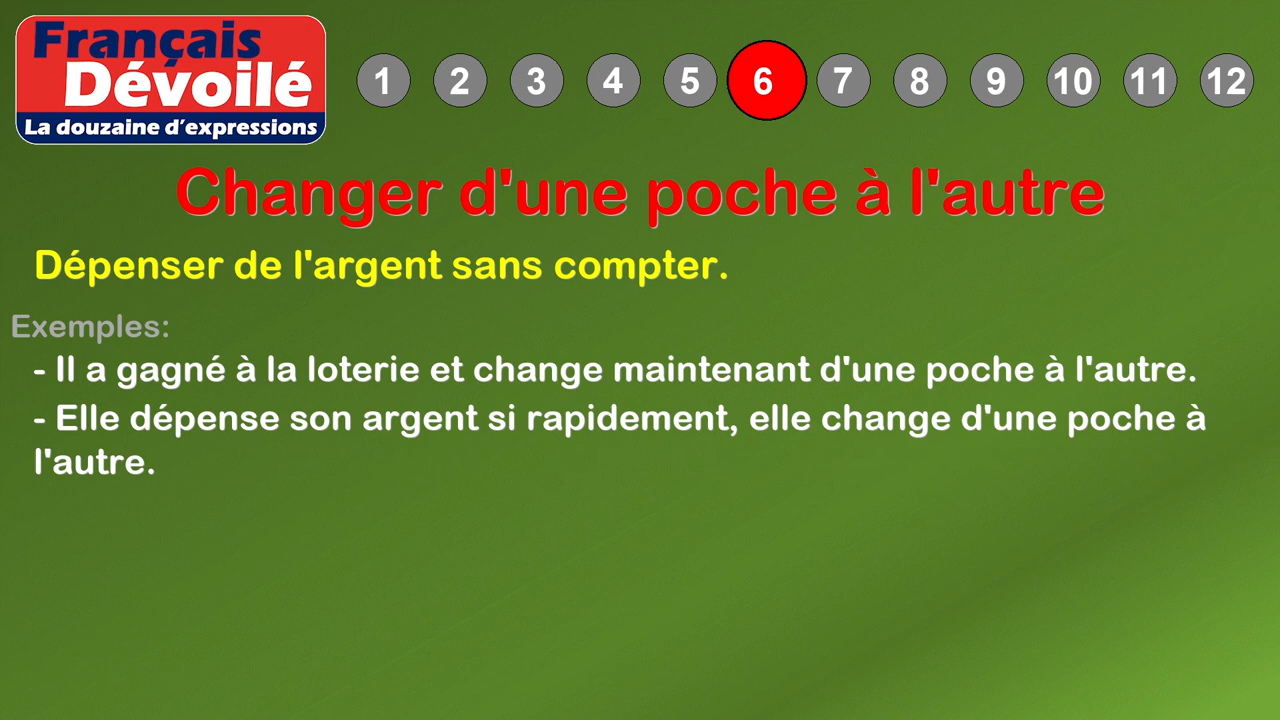 Français
Dévoilé
La douzaine d'expressions
1 2 3 4 5 6 7 8 9 10 11 12
Changer d'une poche à l'autre
Dépenser de l'argent sans compter.
Exemples:
- Il a gagné à la loterie et change maintenant d'une poche à l'autre.
- Elle dépense son argent si rapidement, elle change d'une poche à
l'autre.